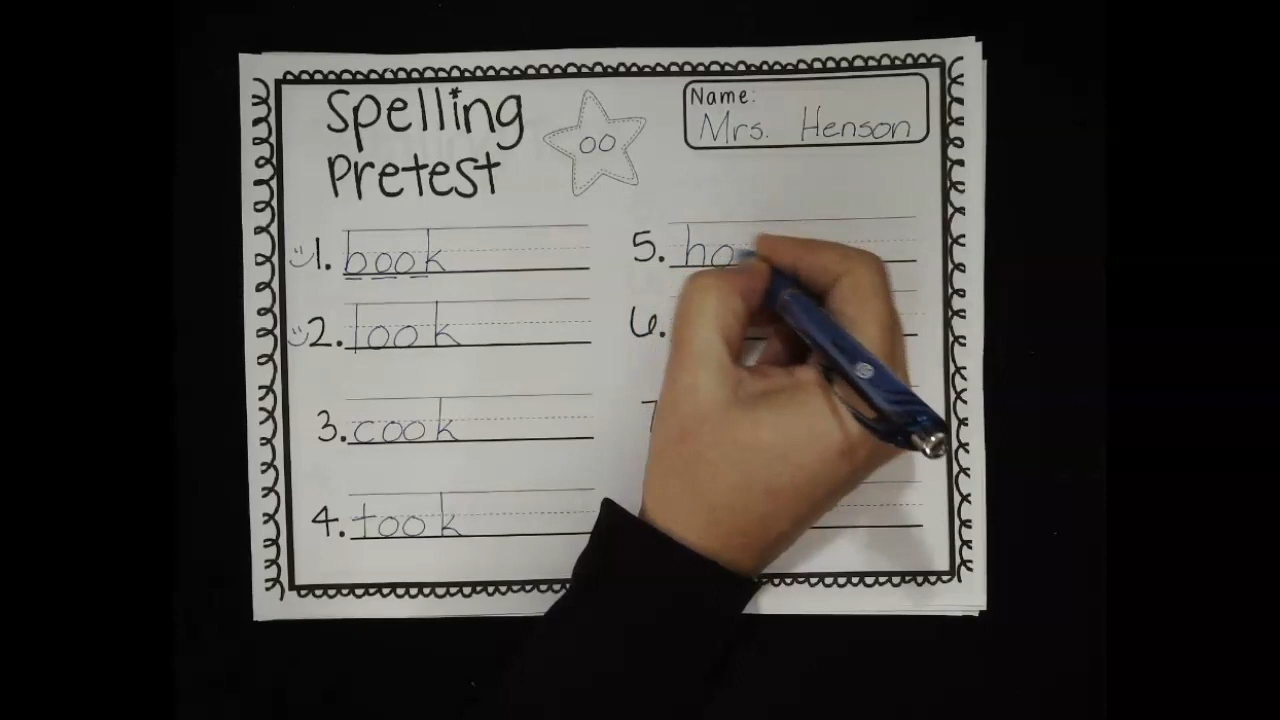 Spelling
Pretest
oo
Name:
Mrs. Henson
1. book
2. look
3. cook
4. took
5. ho
6.